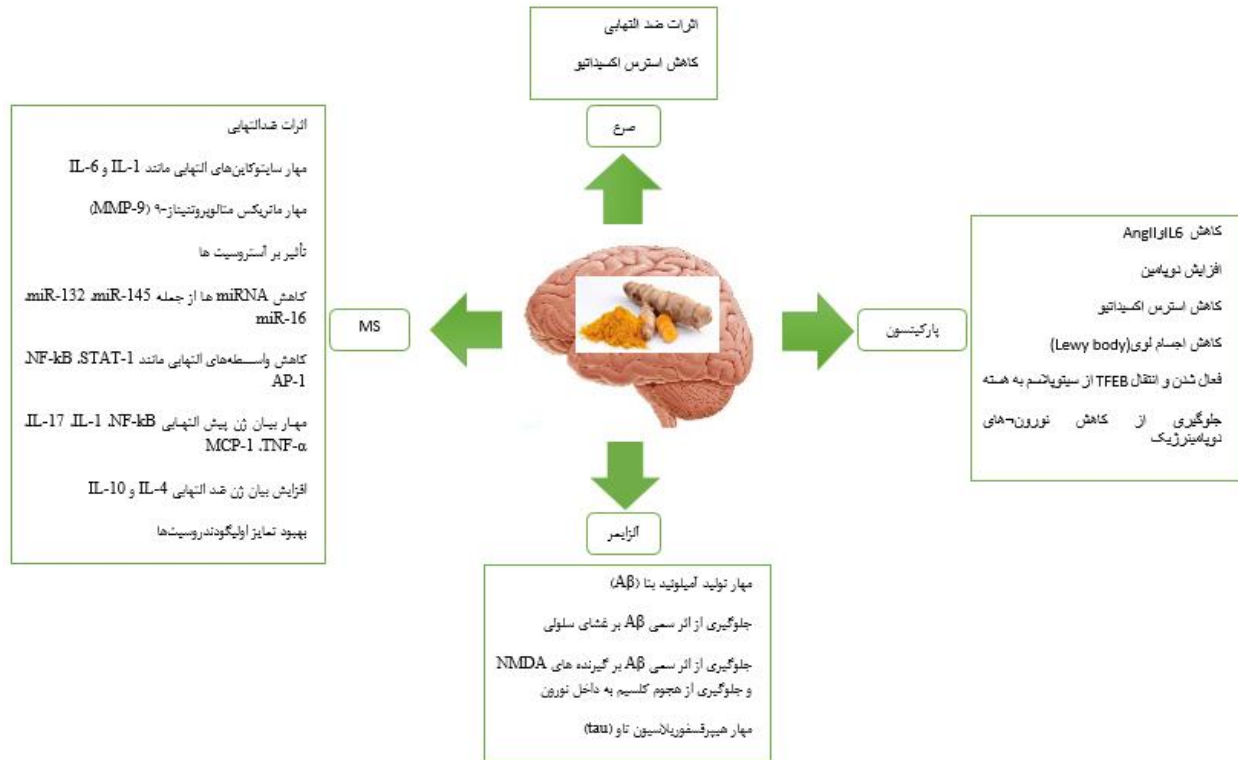 اثرات ضد التهابی
کاهش استرس اکسیداتیو
صرع
کاهش IL6وAngII
افزایش دوپامین
کاهش استرس اکسیداتیو
کاهش اجسام لوی(Lewy body)
فعال شدن و انتقال TFEB از سیتوپلاسم به هسته
جلوگیری از کاهش نورون¬های
دوپامینرژیک
پارکینسون
MS
اثرات ضدالتهابی
مهار سایتوکاین‌های التهابی مانند IL-1 و IL-6
مهار ماتریکس متالوپروتئیناز-۹ (MMP-9)
تأثیر بر آستروسیت ها
کاهش miRNA ها از جمله miR-145 ،miR-132،
miR-16
کاهش واسطه‌های التهابی مانند NF-kB ،STAT-1،
AP-1
مهار بیان ژن پیش التهابی IL-17 ،IL-1 ،NF-kB،
MCP-1 ،TNF-α
افزایش بیان ژن ضد التهابی IL-4 و IL-10
بهبود تمایز اولیگودندروسیت‌ها
آلزایمر
مهار تولید آمیلوئید بتا (Aβ)
جلوگیری از اثر سمی Aβ بر غشای سلولی
جلوگیری از اثر سمی Aβ بر گیرنده های NMDA
و جلوگیری از هجوم کلسیم به داخل نورون
مهار هیپرفسفوریلاسیون تاو (tau)